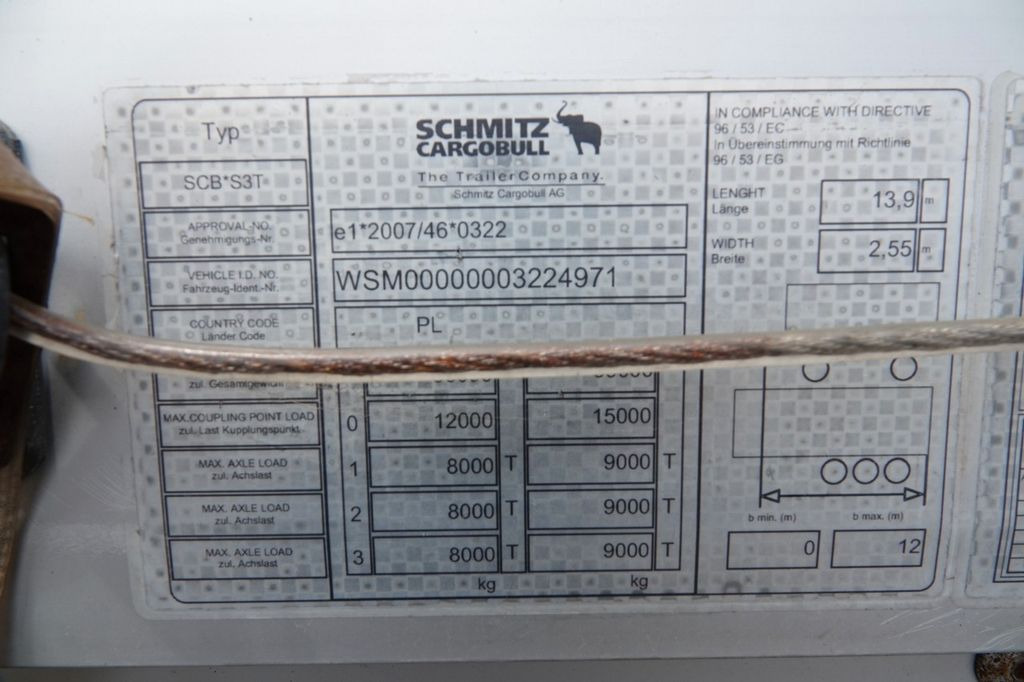 Typ
SCHMITZ
CARGOBULL
The TrailerCompany.
Schmitz Cargobull AG
IN COMPLIANCE WITH DIRECTIVE
96 / 53 / EC
In Übereinstimmung mit Richtlinie
96 / 53 / EG
SCB*S3T
LENGHT
Länge
13,9 m
APPROVAL-NO.
Genehmigungs-Nr.
e1*2007/46*0322
WIDTH
Breite
2,55 m
VEHICLE I.D. NO.
Fahrzeug-Ident.-Nr.
WSM00000003224971
COUNTRY CODE
Länder Code
PL
zul. Gesamtgewicht
MAX.COUPLING POINT LOAD
zul. Last Kupplungspunkt
0 12000 15000
MAX. AXLE LOAD
zul. Achslast
1 8000 T 9000 T
MAX. AXLE LOAD
zul. Achslast
2 8000 T 9000 T
b min. (m) b max. (m)
MAX. AXLE LOAD
zul. Achslast
3 8000 T 9000 T
0 12
kg kg